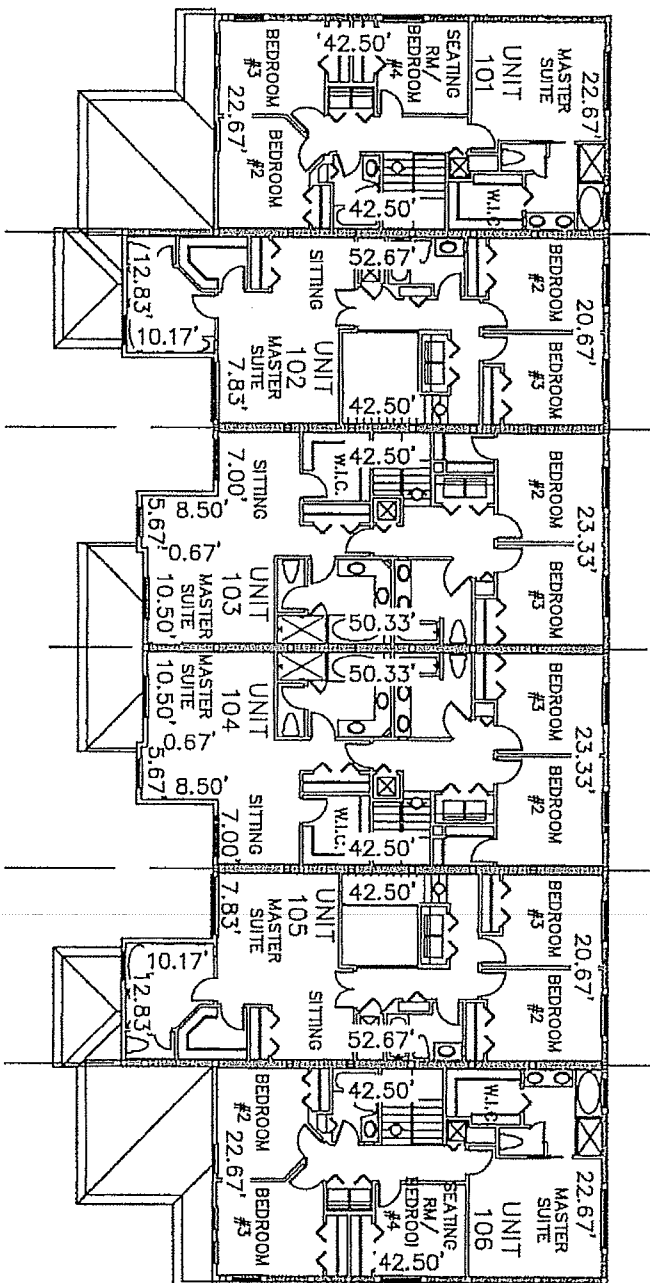 22.67'
MASTER
SUITE
UNIT
101
SEATING
RM/
BEDROOM
#4
42.50'
BEDROOM
#3
22.67'
BEDROOM
#2
42.50'
W.I.C.
20.67'
BEDROOM
#2
BEDROOM
#3
52.67'
SITTING
UNIT
102
MASTER
SUITE
7.83'
12.83'
10.17'
42.50'
23.33'
BEDROOM
#2
BEDROOM
#3
42.50'
W.I.C.
SITTING
7.00'
8.50'
5.67'
0.67'
UNIT
103
MASTER
SUITE
10.50'
50.33'
50.33'
23.33'
BEDROOM
#3
BEDROOM
#2
UNIT
104
MASTER
SUITE
10.50'
0.67'
5.67'
8.50'
SITTING
7.00'
W.I.C.
42.50'
20.67'
BEDROOM
#3
BEDROOM
#2
42.50'
UNIT
105
MASTER
SUITE
7.83'
SITTING
10.17'
12.83'
52.67'
22.67'
MASTER
SUITE
UNIT
106
W.I.C.
42.50'
BEDROOM
#2
22.67'
BEDROOM
#3
SEATING
RM/
BEDROOM
#4
42.50'